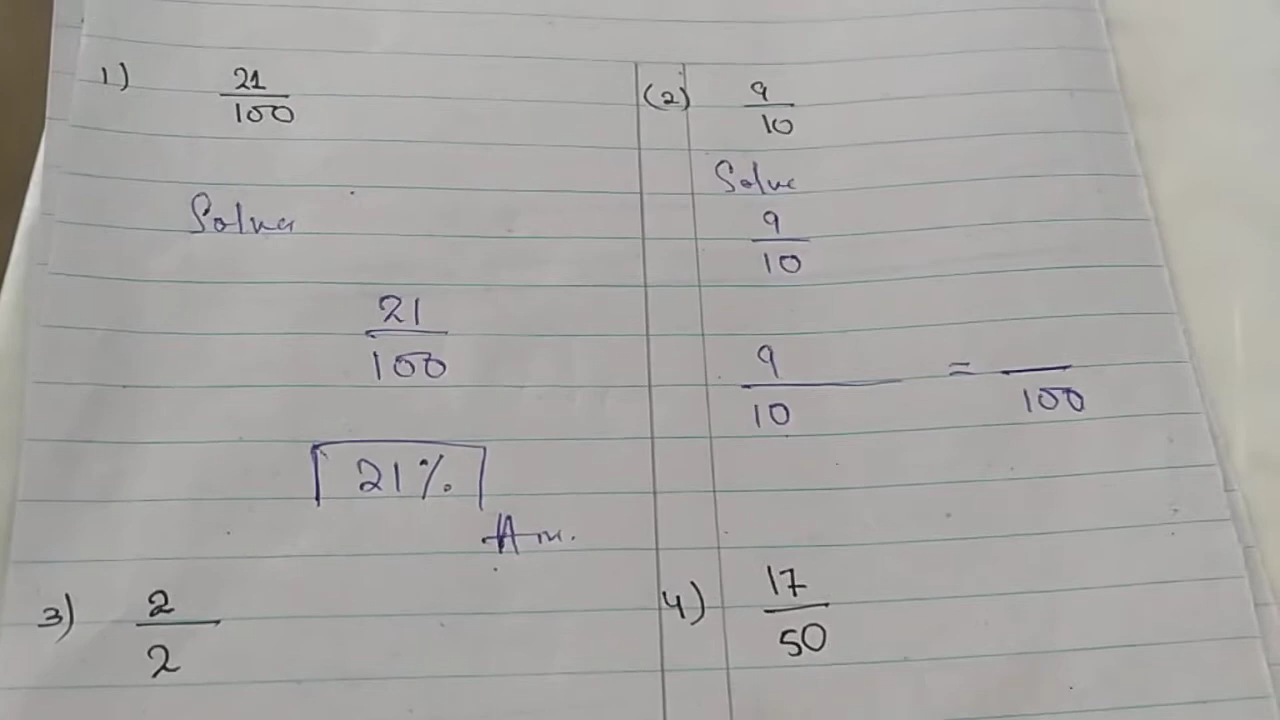 1) 21/100
Solve
21/100
21%
Ans.
(2) 9/10
Solve
9/10
9/10 = /100
3) 2/2
4) 17/50